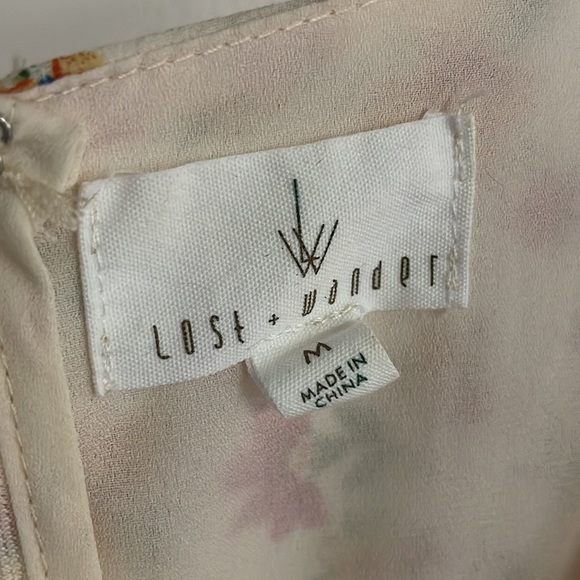 Lost + Wander
M
MADE IN
CHINA